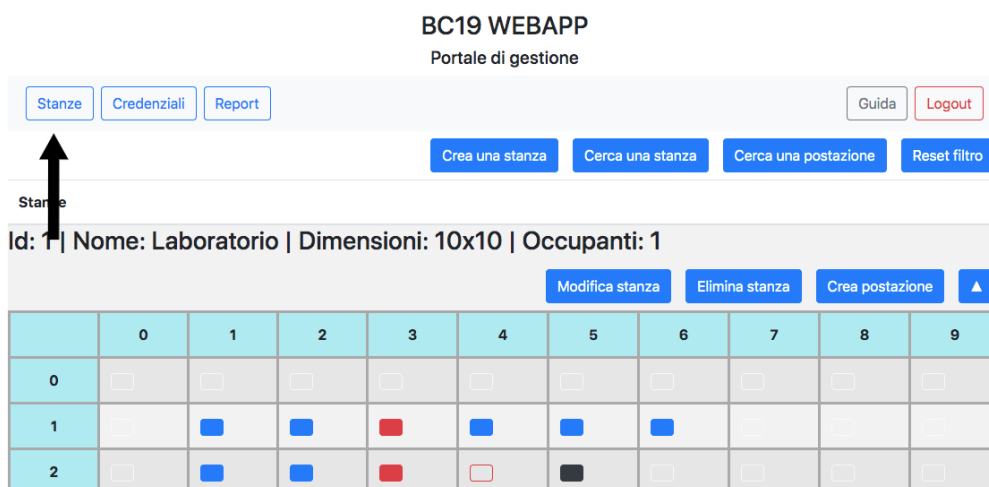 BC19 WEBAPP
Portale di gestione
Stanze Credenziali Report Guida Logout
Crea una stanza Cerca una stanza Cerca una postazione Reset filtro
Stanze
Id: 1 | Nome: Laboratorio | Dimensioni: 10x10 | Occupanti: 1
Modifica stanza Elimina stanza Crea postazione ▲
0 1 2 3 4 5 6 7 8 9
0
1
2